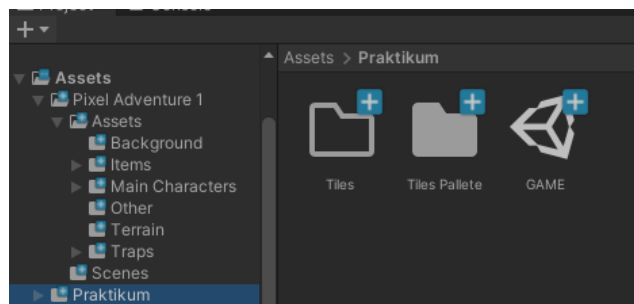 Assets > Praktikum
Assets
Pixel Adventure 1
Assets
Background
Items
Main Characters
Other
Terrain
Traps
Scenes
Praktikum
Tiles
Tiles Pallete
GAME